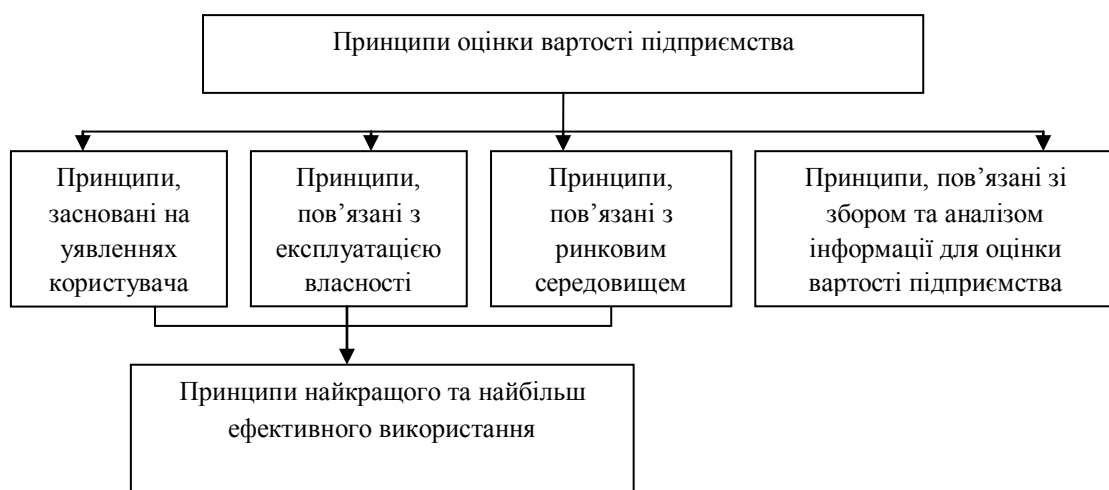 Принципи оцінки вартості підприємства
Принципи,
засновані на
уявленнях
користувача
Принципи,
пов’язані з
експлуатацією
власності
Принципи,
пов’язані з
ринковим
середовищем
Принципи, пов’язані зі
збором та аналізом
інформації для оцінки
вартості підприємства
Принципи найкращого та найбільш
ефективного використання